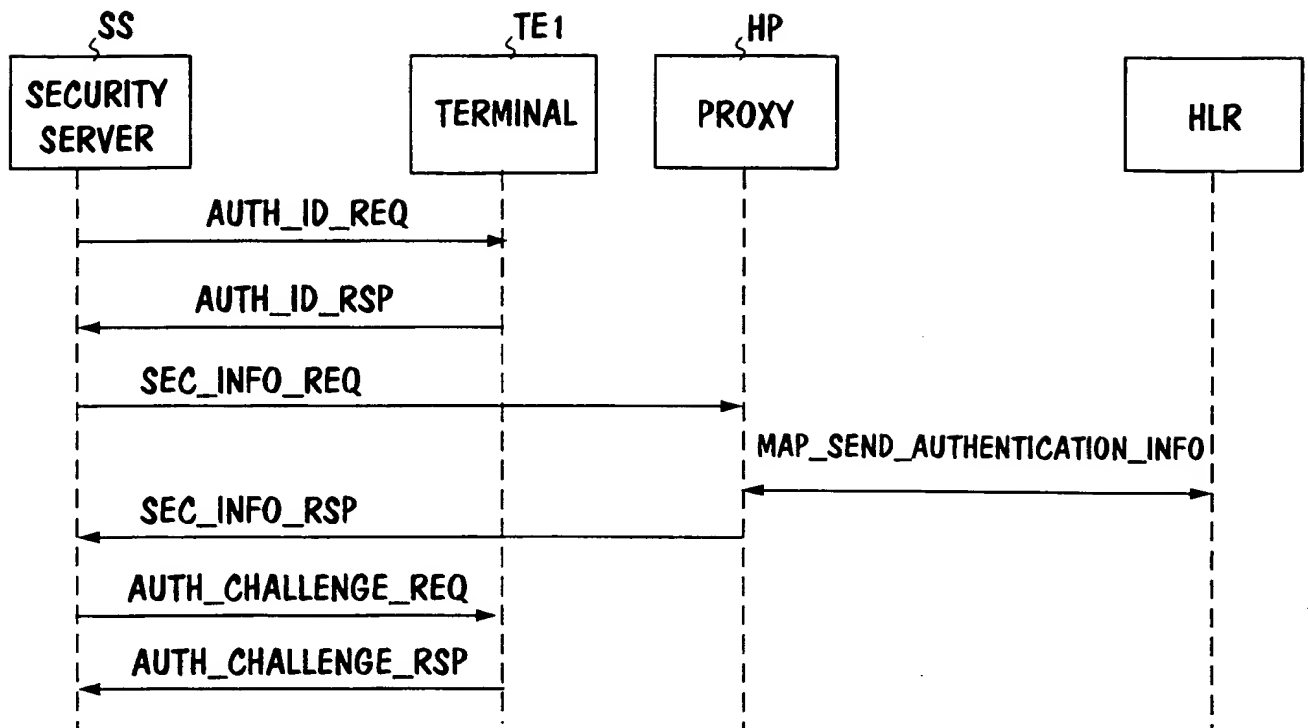 SS
TE1
HP
SECURITY
SERVER
TERMINAL
PROXY
HLR
AUTH_ID_REQ
AUTH_ID_RSP
SEC_INFO_REQ
MAP_SEND_AUTHENTICATION_INFO
SEC_INFO_RSP
AUTH_CHALLENGE_REQ
AUTH_CHALLENGE_RSP